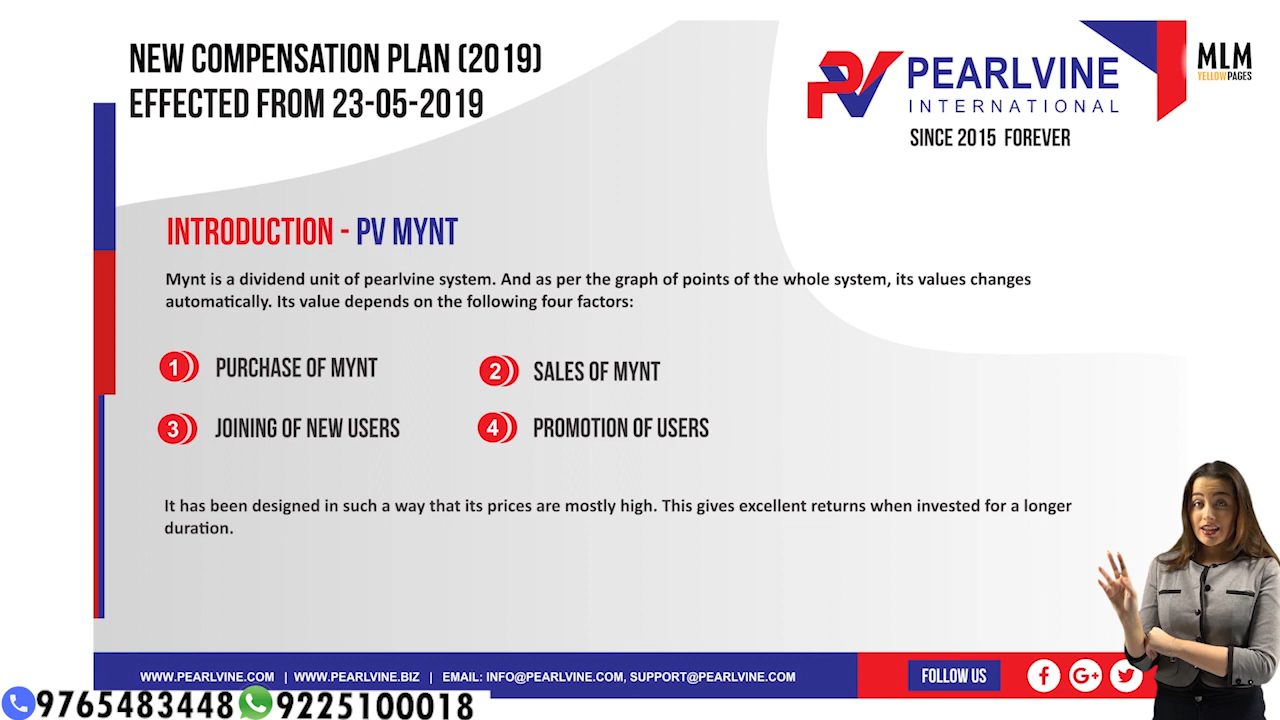 NEW COMPENSATION PLAN (2019)
EFFECTED FROM 23-05-2019
PV
PEARLVINE
INTERNATIONAL
SINCE 2015 FOREVER
MLM
YELLOWPAGES
INTRODUCTION - PV MYNT
Mynt is a dividend unit of pearlvine system. And as per the graph of points of the whole system, its values changes
automatically. Its value depends on the following four factors:
1 PURCHASE OF MYNT
2 SALES OF MYNT
3 JOINING OF NEW USERS
4 PROMOTION OF USERS
It has been designed in such a way that its prices are mostly high. This gives excellent returns when invested for a longer
duration.
WWW.PEARLVINE.COM | WWW.PEARLVINE.BIZ | EMAIL: INFO@PEARLVINE.COM, SUPPORT@PEARLVINE.COM
FOLLOW US
9765483448 9225100018